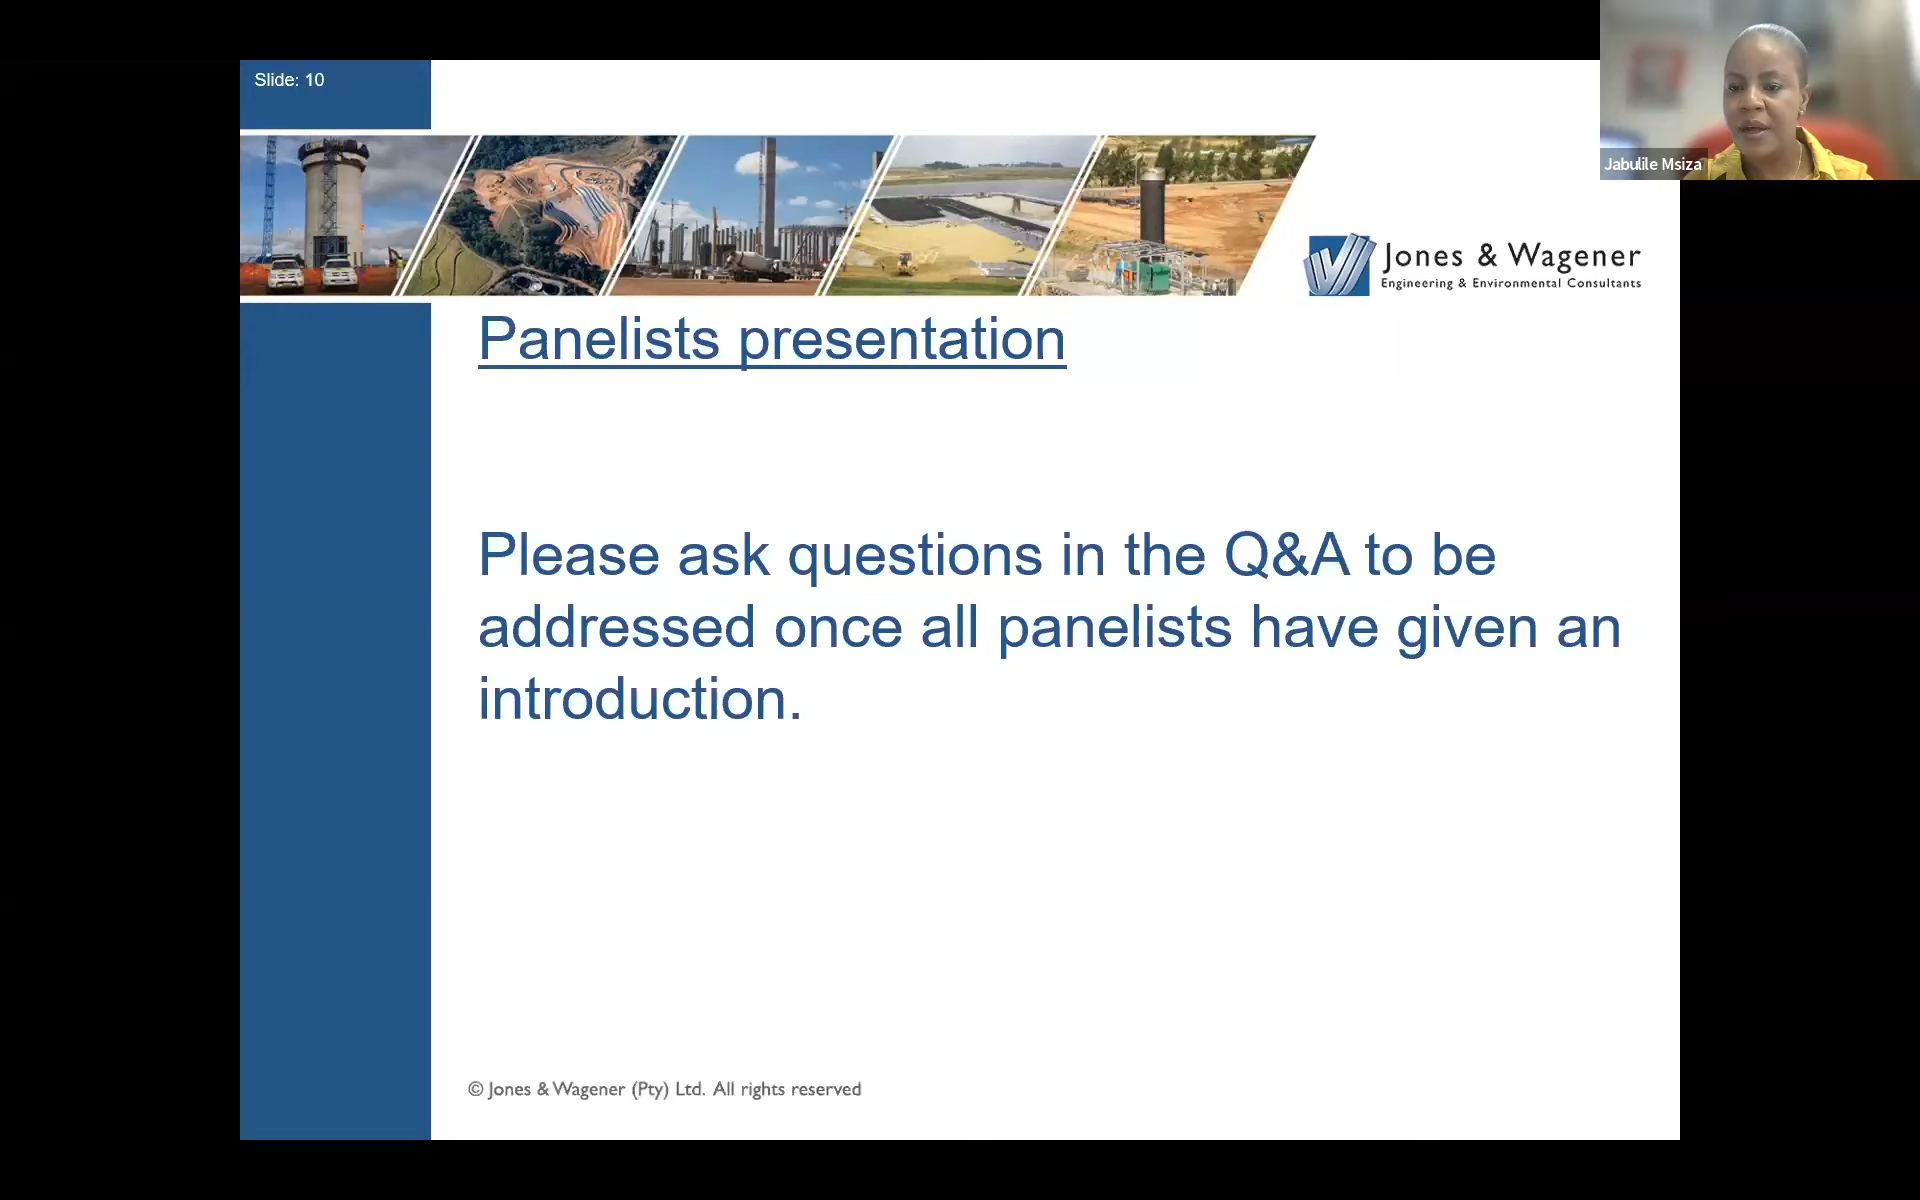 Slide: 10
Jabulile Msiza
Jones & Wagener
Engineering & Environmental Consultants
Panelists presentation
Please ask questions in the Q&A to be
addressed once all panelists have given an
introduction.
© Jones & Wagener (Pty) Ltd. All rights reserved